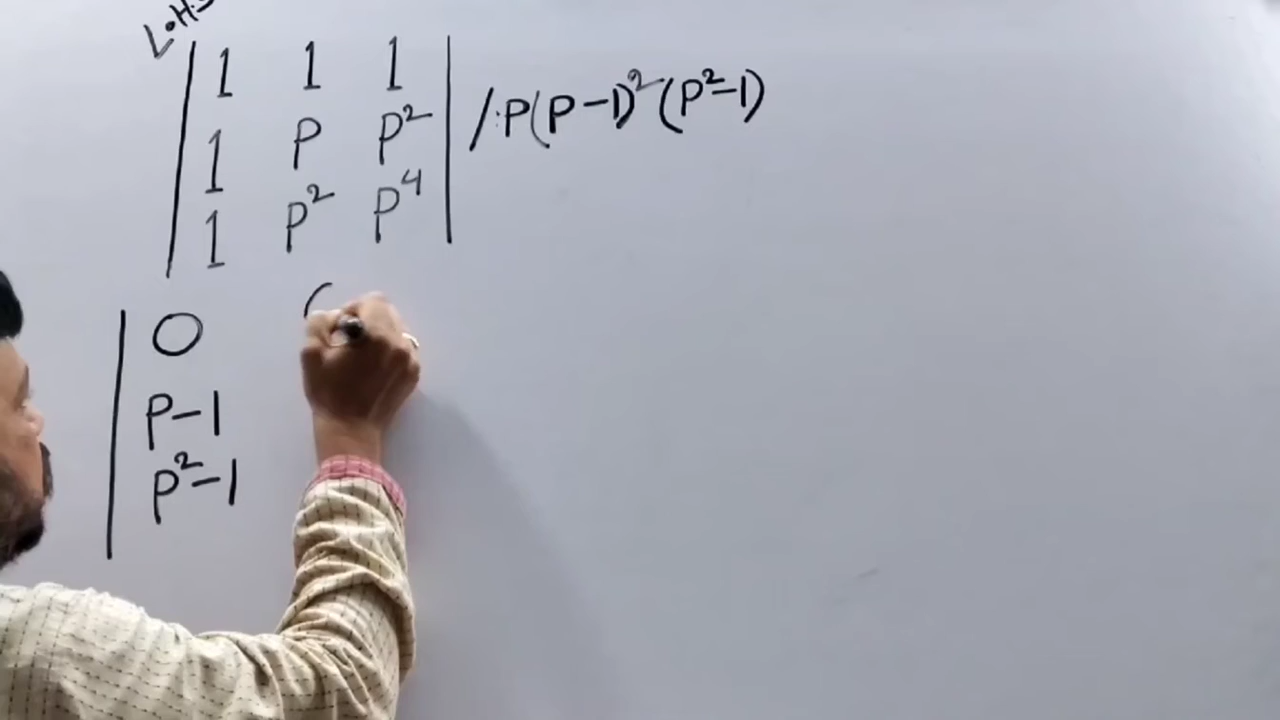 L.H.S
| 1 1 1 | /: P(P-1)²(P²-1)
| 1 P P² |
| 1 P² P⁴ |
| 0
| P-1
| P²-1